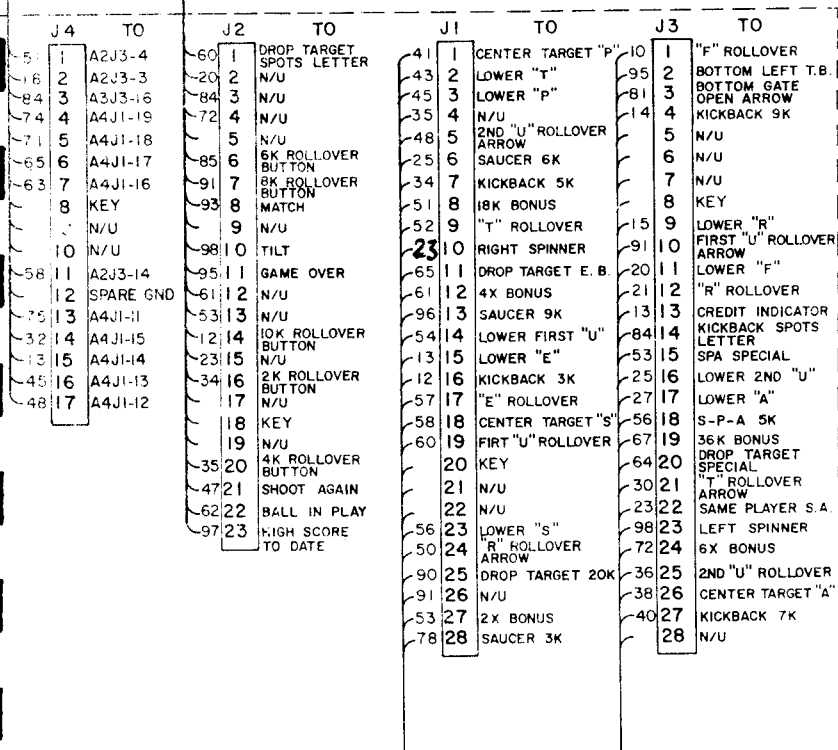 J4 TO
5! 1 A2J3-4
16 2 A2J3-3
84 3 A3J3-16
74 4 A4J1-19
71 5 A4J1-18
65 6 A4J1-17
63 7 A4J1-16
8 KEY
N/U
10 N/U
58 11 A2J3-14
12 SPARE GND
75 13 A4J1-11
32 14 A4J1-15
13 15 A4J1-14
45 16 A4J1-13
48 17 A4J1-12
J2 TO
60 1 DROP TARGET
SPOTS LETTER
20 2 N/U
84 3 N/U
72 4 N/U
5 N/U
85 6 6K ROLLOVER
BUTTON
91 7 8K ROLLOVER
BUTTON
93 8 MATCH
9 N/U
98 10 TILT
95 11 GAME OVER
61 12 N/U
53 13 N/U
12 14 10K ROLLOVER
BUTTON
23 15 N/U
34 16 2K ROLLOVER
BUTTON
17 N/U
18 KEY
19 N/U
35 20 4K ROLLOVER
BUTTON
47 21 SHOOT AGAIN
62 22 BALL IN PLAY
97 23 HIGH SCORE
TO DATE
J1 TO
41 1 CENTER TARGET "P"
43 2 LOWER "T"
45 3 LOWER "P"
35 4 N/U
48 5 2ND "U" ROLLOVER
ARROW
25 6 SAUCER 6K
34 7 KICKBACK 5K
51 8 18K BONUS
52 9 "T" ROLLOVER
23 10 RIGHT SPINNER
65 11 DROP TARGET E.B.
61 12 4X BONUS
96 13 SAUCER 9K
54 14 LOWER FIRST "U"
13 15 LOWER "E"
12 16 KICKBACK 3K
57 17 "E" ROLLOVER
58 18 CENTER TARGET "S"
60 19 FIRT "U" ROLLOVER
20 KEY
21 N/U
22 N/U
56 23 LOWER "S"
50 24 "R" ROLLOVER
ARROW
90 25 DROP TARGET 20K
91 26 N/U
53 27 2X BONUS
78 28 SAUCER 3K
J3 TO
10 1 "F" ROLLOVER
95 2 BOTTOM LEFT T.B.
81 3 BOTTOM GATE
OPEN ARROW
14 4 KICKBACK 9K
5 N/U
6 N/U
7 N/U
8 KEY
15 9 LOWER "R"
91 10 FIRST "U" ROLLOVER
ARROW
20 11 LOWER "F"
21 12 "R" ROLLOVER
13 13 CREDIT INDICATOR
84 14 KICKBACK SPOTS
LETTER
53 15 SPA SPECIAL
25 16 LOWER 2ND "U"
27 17 LOWER "A"
56 18 S-P-A 5K
67 19 36K BONUS
64 20 DROP TARGET
SPECIAL
30 21 "T" ROLLOVER
ARROW
23 22 SAME PLAYER S.A.
98 23 LEFT SPINNER
72 24 6X BONUS
36 25 2ND "U" ROLLOVER
38 26 CENTER TARGET "A"
40 27 KICKBACK 7K
28 N/U